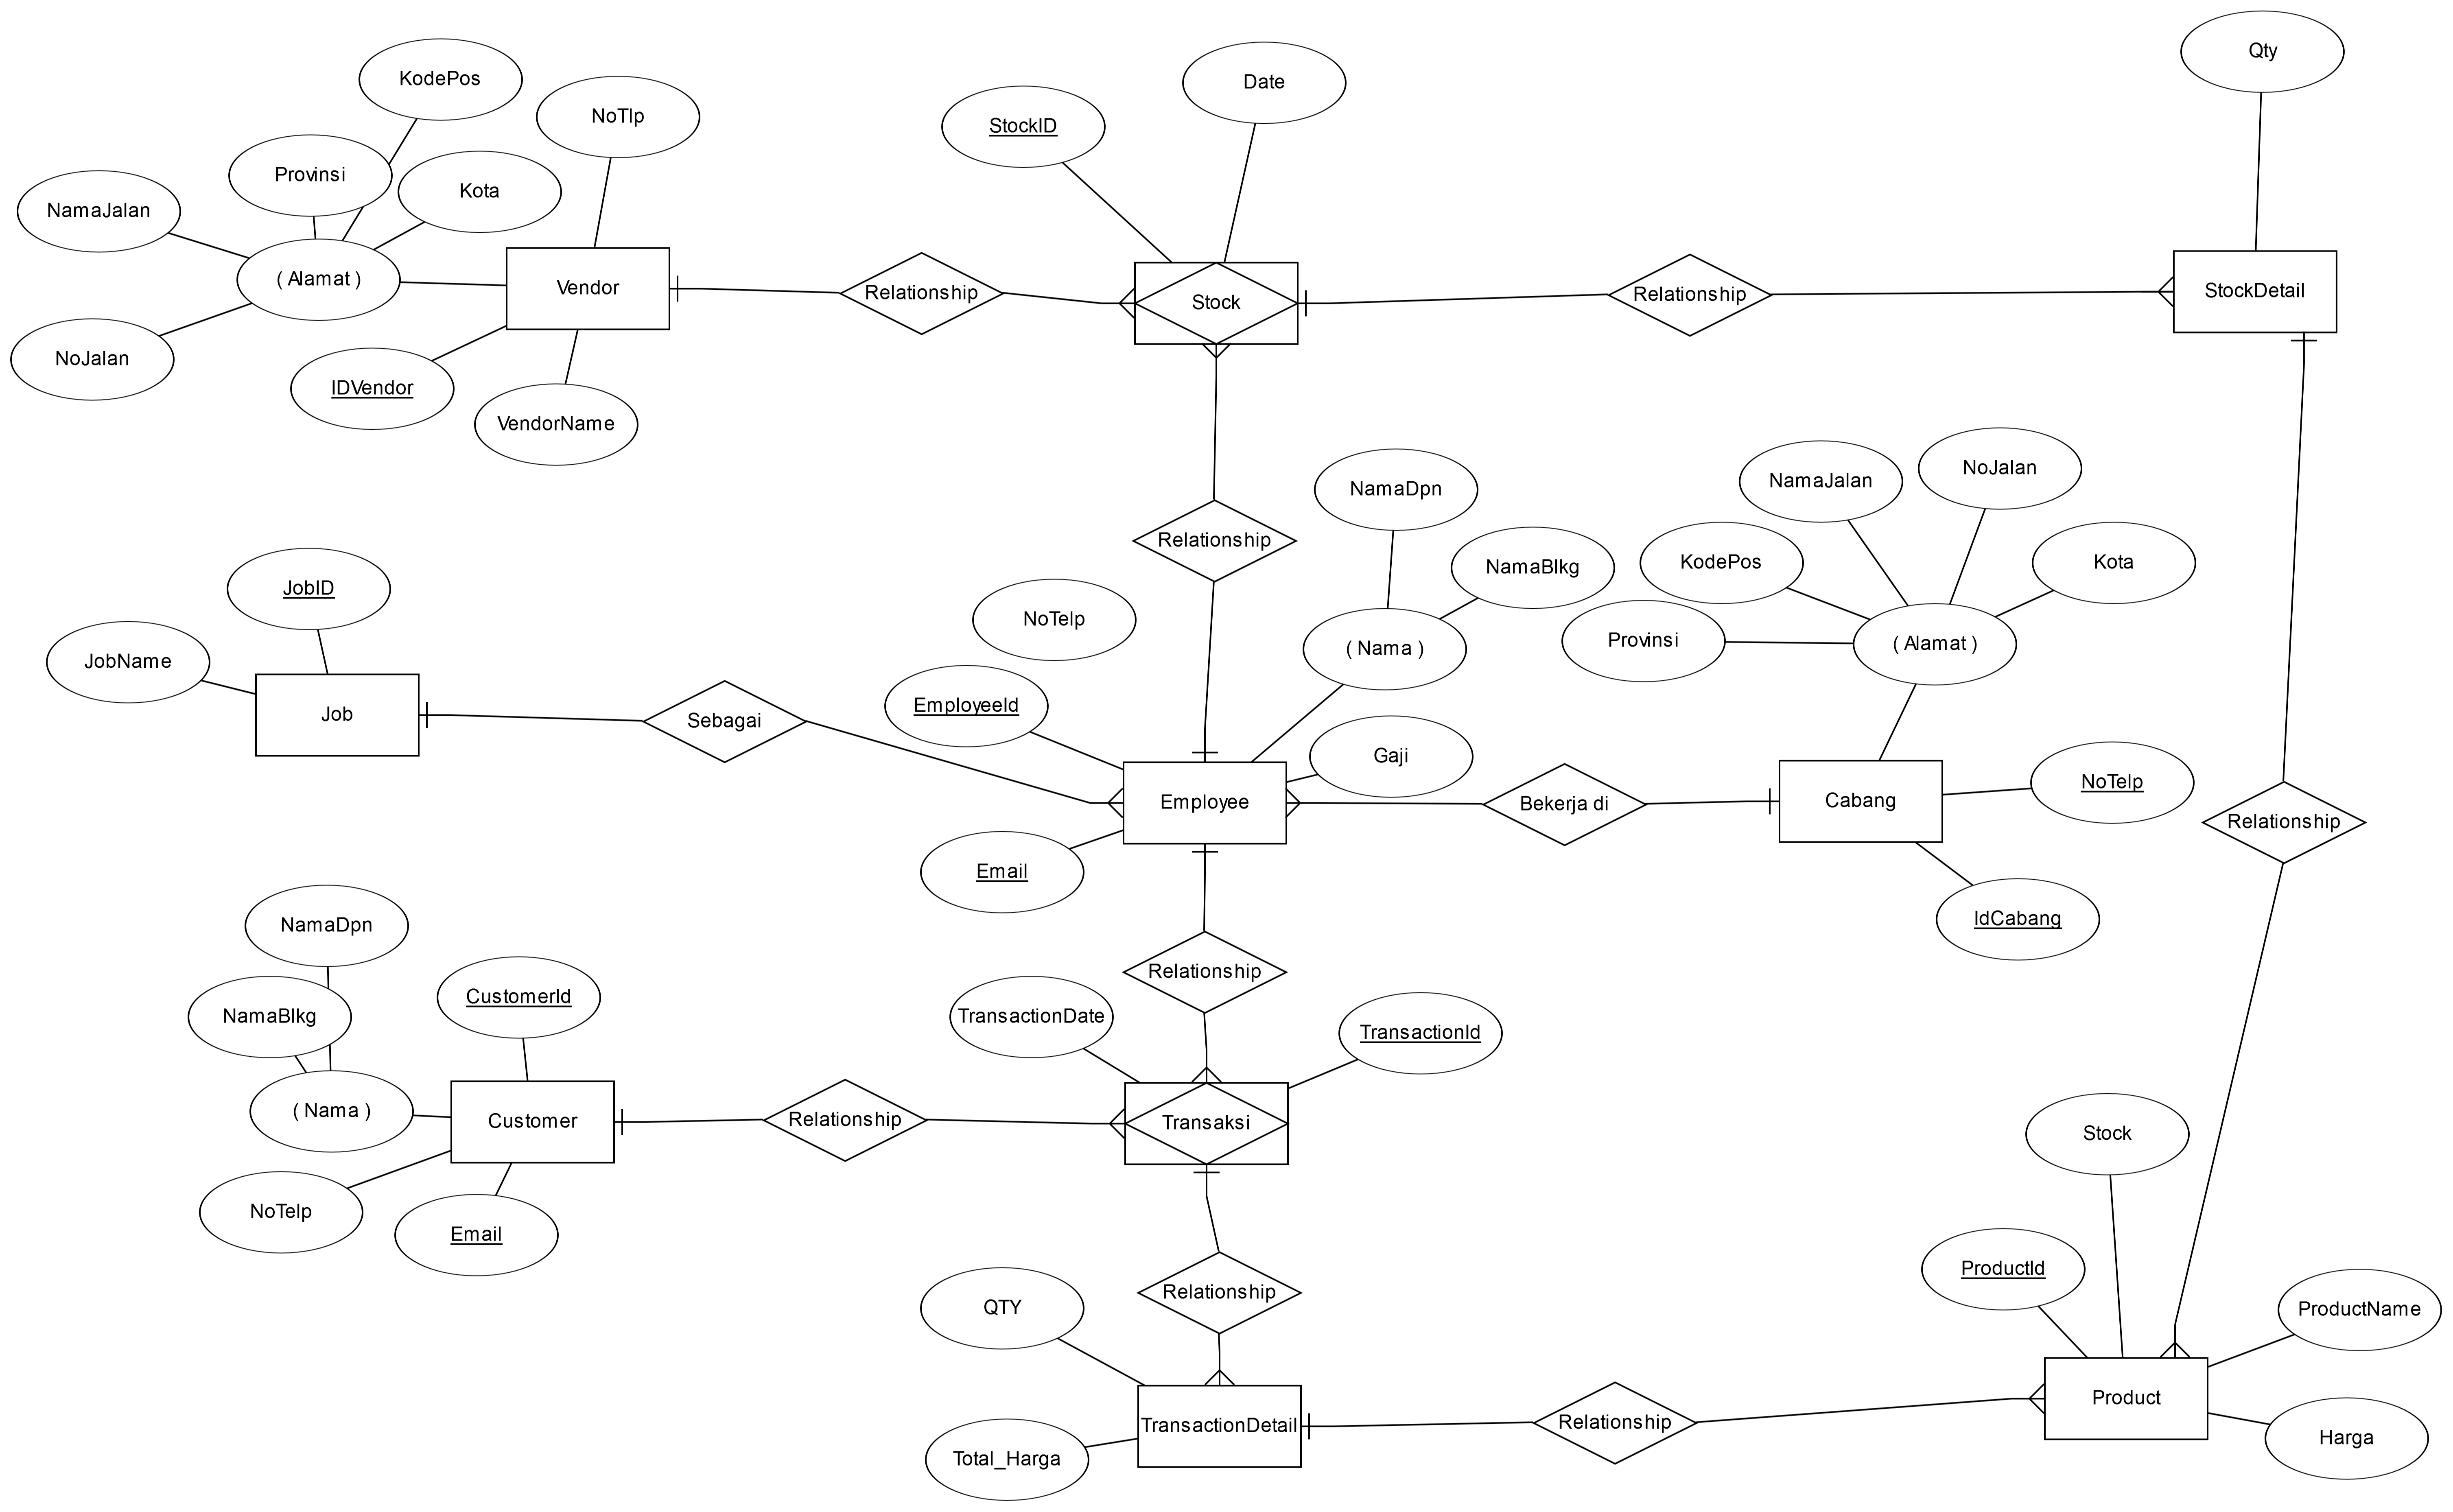 Qty
KodePos
Date
NoTlp
StockID
Provinsi
Kota
NamaJalan
( Alamat )
Vendor
Relationship
Stock
Relationship
StockDetail
NoJalan
IDVendor
VendorName
NamaDpn
NamaJalan
NoJalan
Relationship
NamaBlkg
KodePos
Kota
JobID
NoTelp
( Nama )
Provinsi
( Alamat )
JobName
Job
Sebagai
EmployeeId
Gaji
Employee
Bekerja di
Cabang
NoTelp
Relationship
Email
IdCabang
NamaDpn
Relationship
CustomerId
NamaBlkg
TransactionDate
TransactionId
( Nama )
Customer
Relationship
Transaksi
Stock
NoTelp
Email
Relationship
ProductId
QTY
ProductName
Product
TransactionDetail
Relationship
Harga
Total_Harga